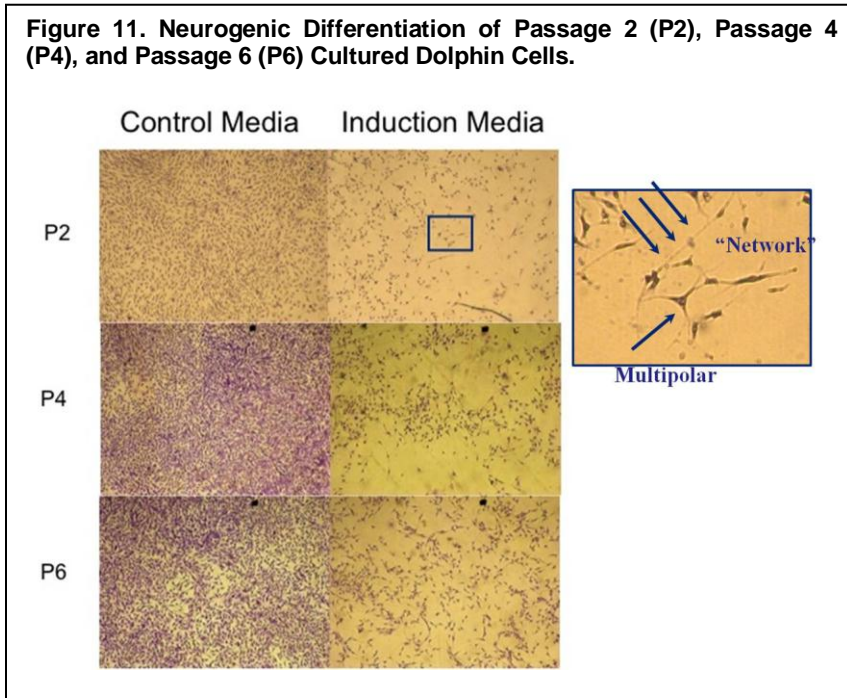 Figure 11. Neurogenic Differentiation of Passage 2 (P2), Passage 4
(P4), and Passage 6 (P6) Cultured Dolphin Cells.
Control Media Induction Media
P2
"Network"
Multipolar
P4
P6